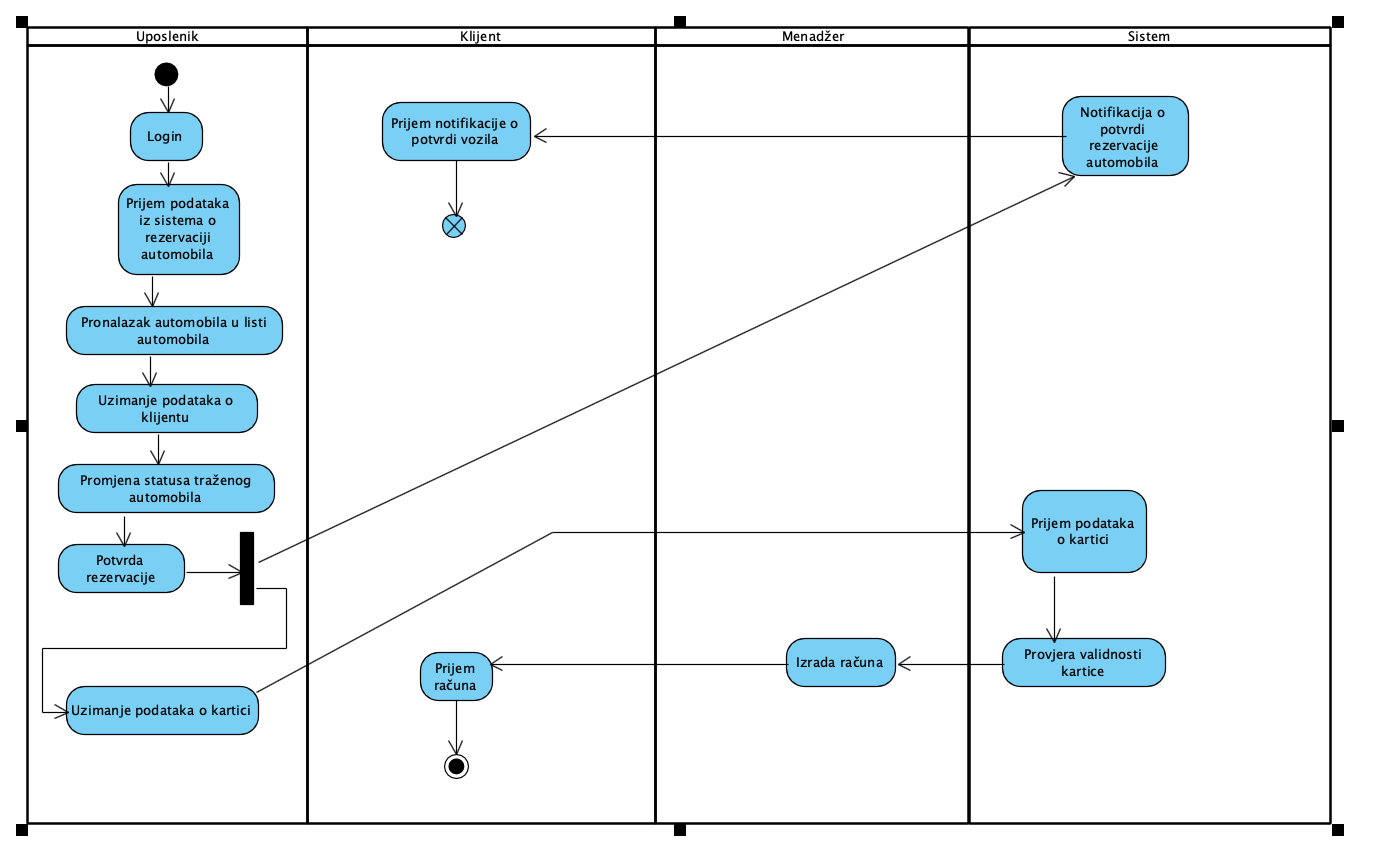 Uposlenik
Klijent
Menadžer
Sistem
Login
Prijem podataka
iz sistema o
rezervaciji
automobila
Pronalazak automobila u listi
automobila
Uzimanje podataka o
klijentu
Promjena statusa traženog
automobila
Potvrda
rezervacije
Uzimanje podataka o kartici
Prijem notifikacije o
potvrdi vozila
Prijem
računa
Izrada računa
Notifikacija o
potvrdi
rezervacije
automobila
Prijem podataka
o kartici
Provjera validnosti
kartice